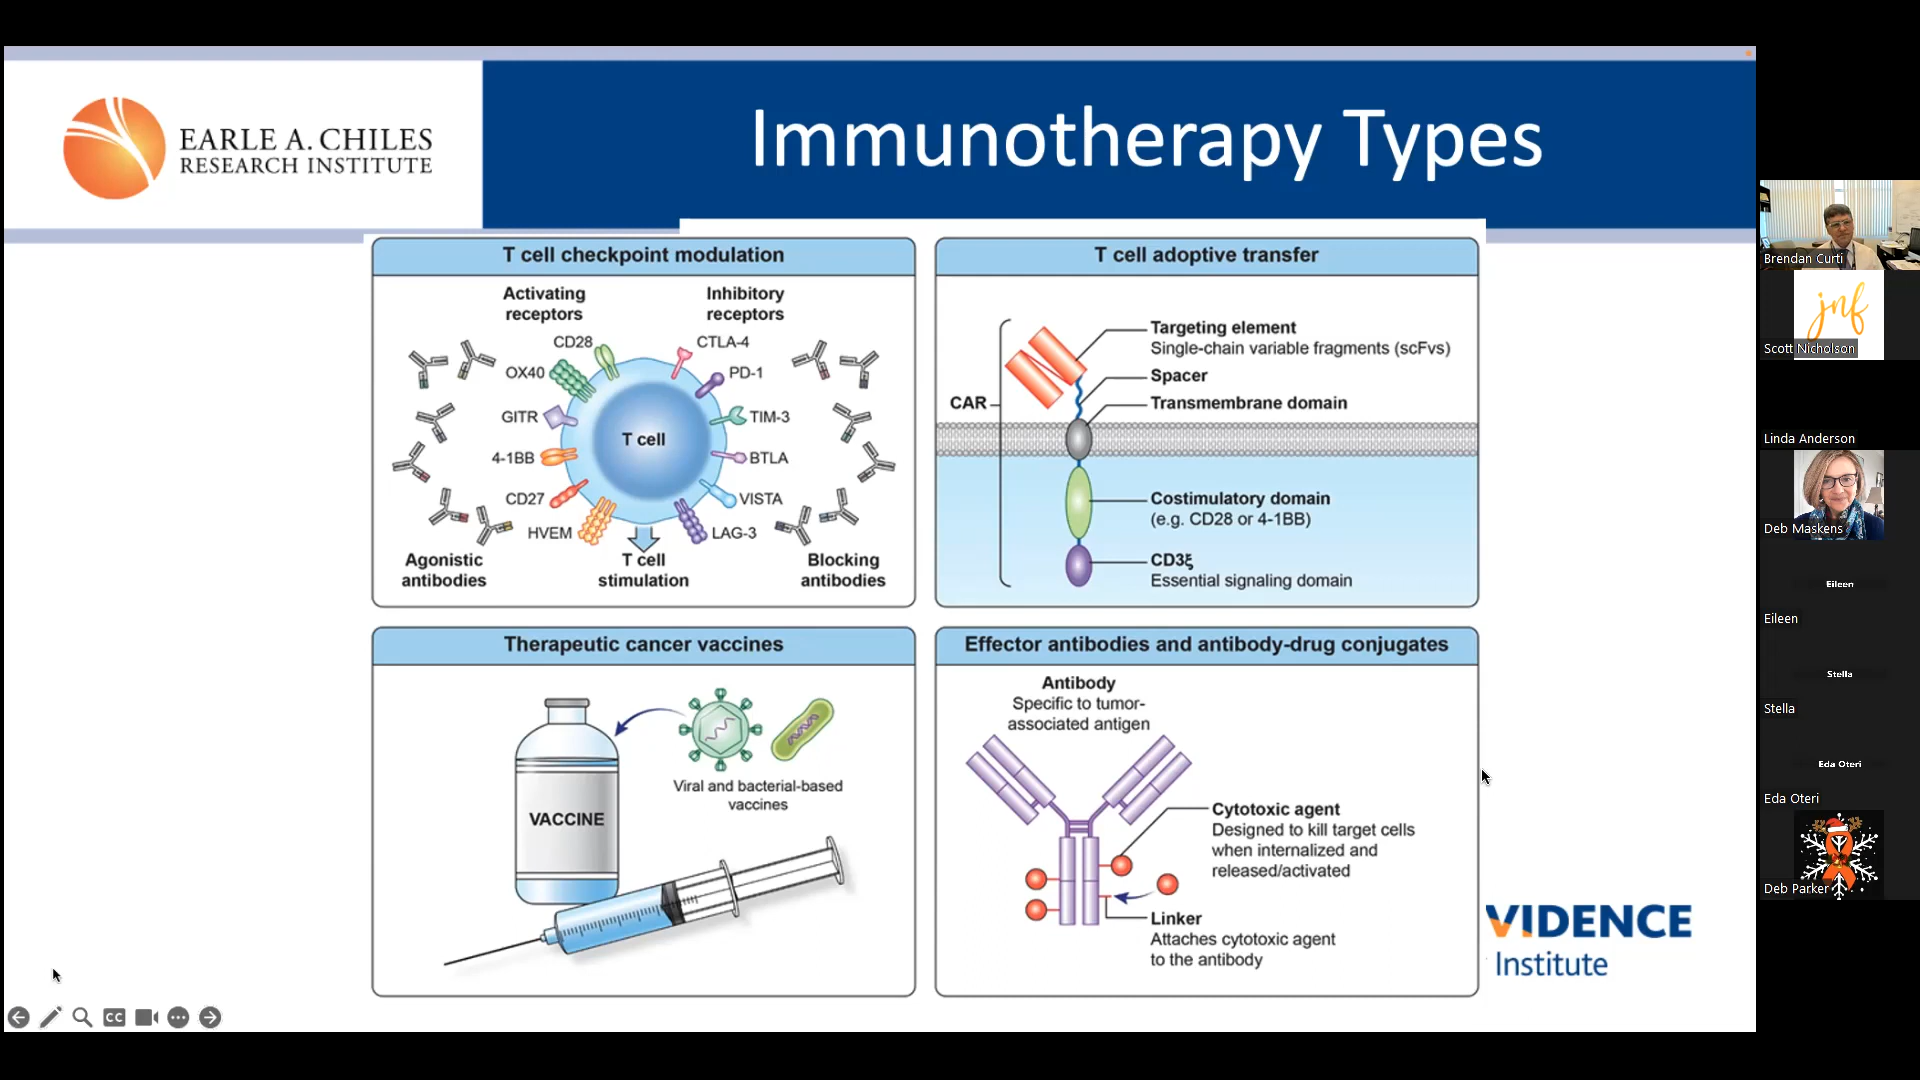 EARLE A. CHILES
RESEARCH INSTITUTE
Immunotherapy Types
T cell checkpoint modulation
Activating
receptors
Inhibitory
receptors
CD28
CTLA-4
OX40
PD-1
GITR
TIM-3
T cell
4-1BB
BTLA
CD27
VISTA
HVEM
LAG-3
Agonistic
antibodies
T cell
stimulation
Blocking
antibodies
T cell adoptive transfer
Targeting element
Single-chain variable fragments (scFvs)
Spacer
CAR
Transmembrane domain
Costimulatory domain
(e.g. CD28 or 4-1BB)
CD3ξ
Essential signaling domain
Therapeutic cancer vaccines
VACCINE
Viral and bacterial-based
vaccines
Effector antibodies and antibody-drug conjugates
Antibody
Specific to tumor-
associated antigen
Cytotoxic agent
Designed to kill target cells
when internalized and
released/activated
Linker
Attaches cytotoxic agent
to the antibody
VIDENCE
Institute
CC
Brendan Curti
jnf
Scott Nicholson
Linda Anderson
Deb Maskens
Eileen
Eileen
Stella
Stella
Eda Oteri
Eda Oteri
Deb Parker